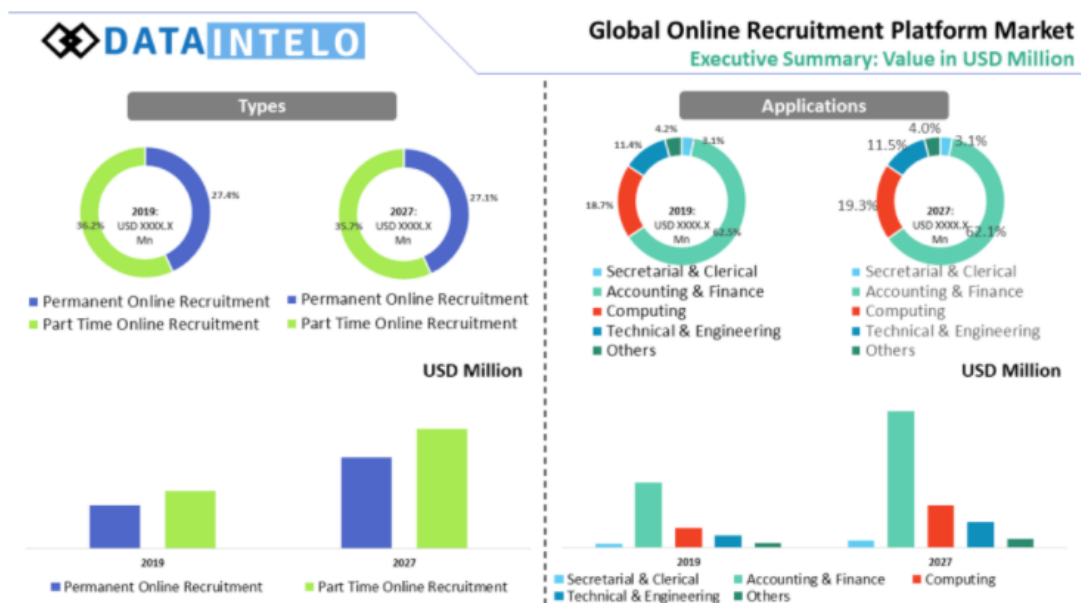 DATAINTELO
Global Online Recruitment Platform Market
Executive Summary: Value in USD Million
Types
27.4%
36.2%
2019:
USD XXXX.X
Mn
27.1%
35.7%
2027:
USD XXXX.X
Mn
Permanent Online Recruitment
Part Time Online Recruitment
Permanent Online Recruitment
Part Time Online Recruitment
USD Million
2019
2027
Permanent Online Recruitment
Part Time Online Recruitment
Applications
4.2%
3.1%
11.4%
18.7%
62.5%
2019:
USD XXXX.X
Mn
4.0%
3.1%
11.5%
19.3%
62.1%
2027:
USD XXXX.X
Mn
Secretarial & Clerical
Accounting & Finance
Computing
Technical & Engineering
Others
Secretarial & Clerical
Accounting & Finance
Computing
Technical & Engineering
Others
USD Million
2019
2027
Secretarial & Clerical
Accounting & Finance
Computing
Technical & Engineering
Others